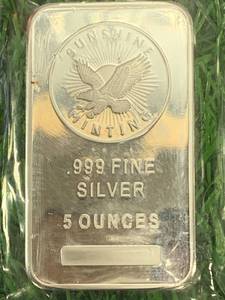 SUNSHINE
MINTING
.999 FINE
SILVER
5 OUNCES